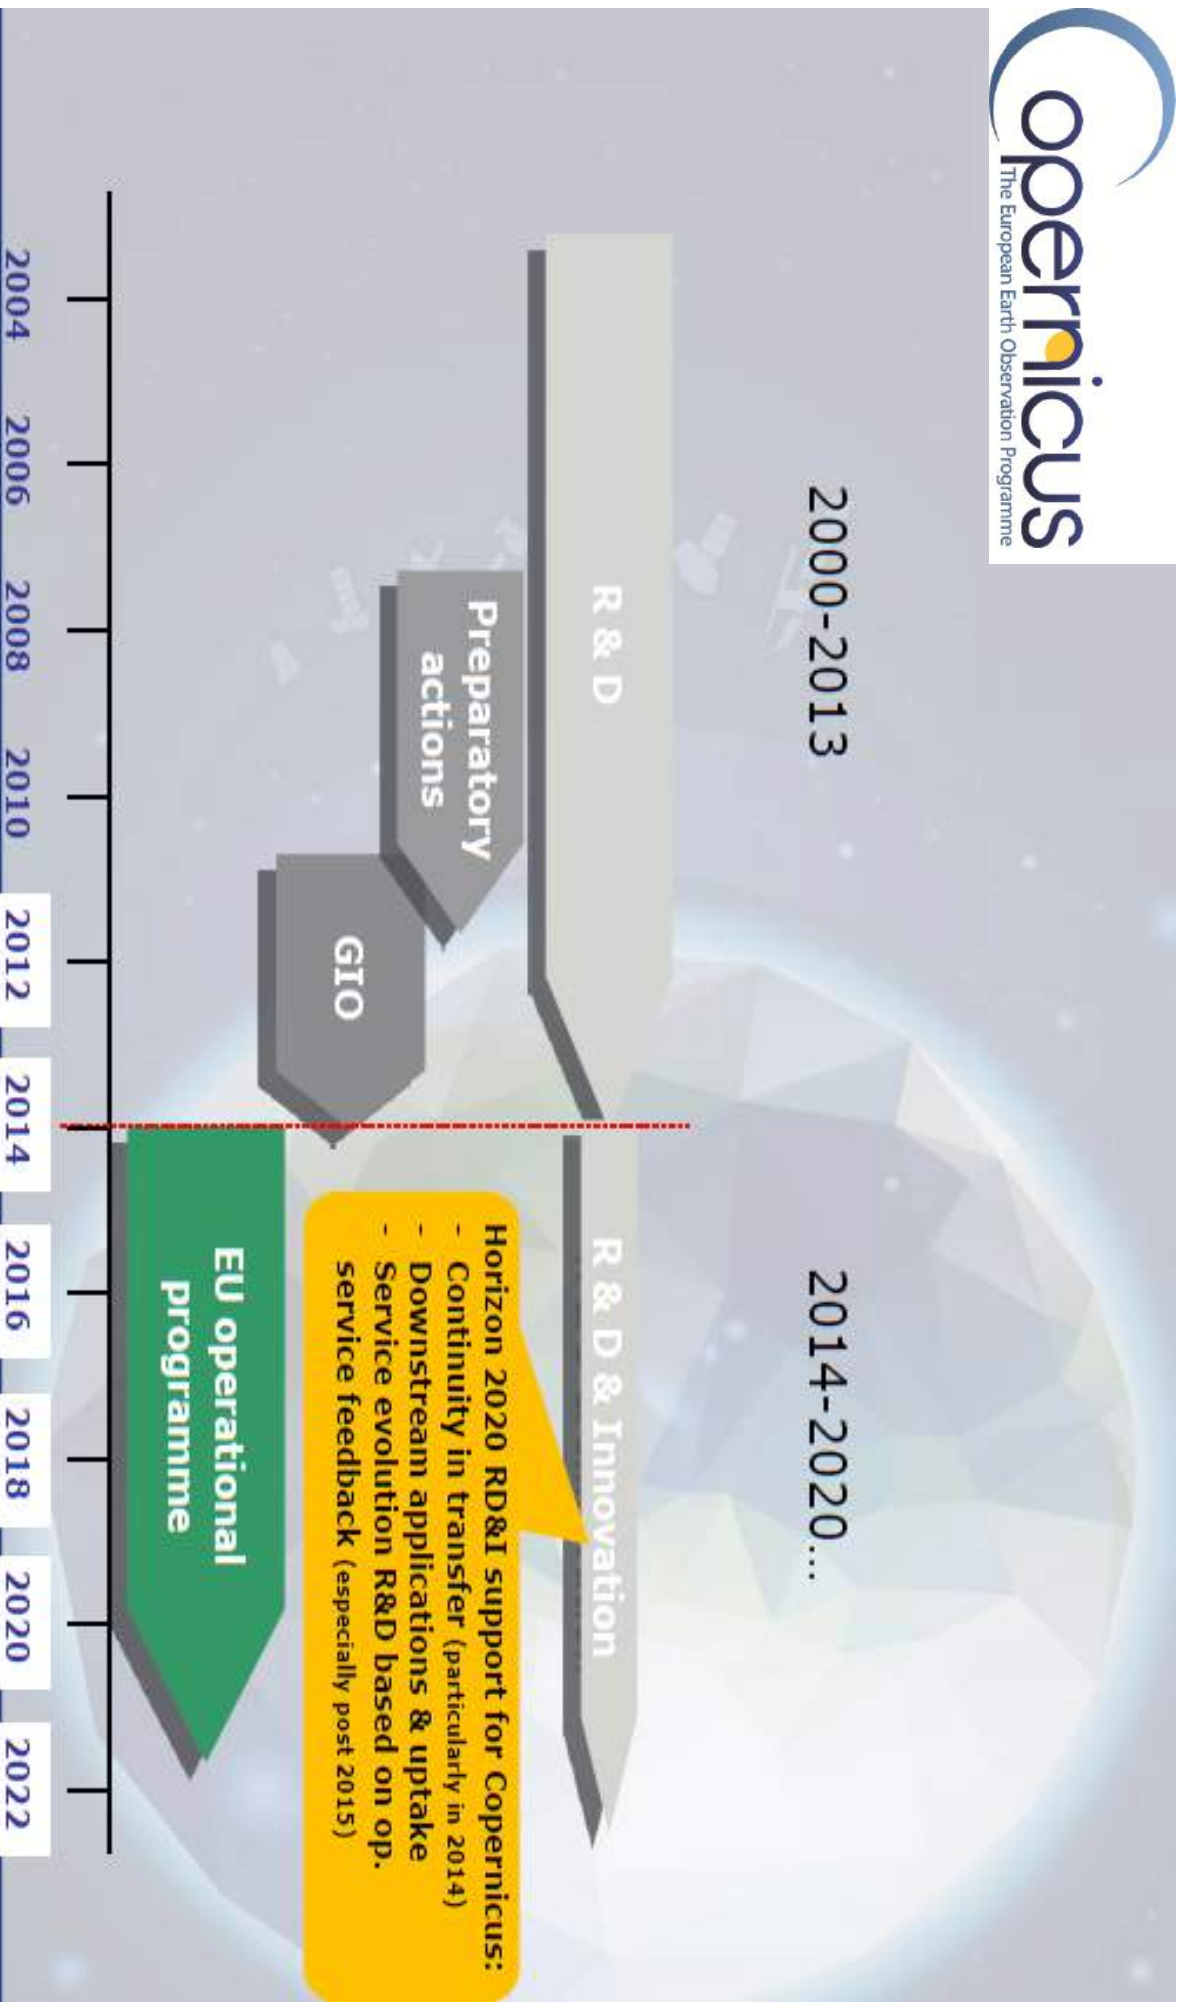 opernicus
The European Earth Observation Programme
2000-2013
2014-2020...
R & D
R & D & Innovation
Preparatory
actions
Horizon 2020 RD&I support for Copernicus:
- Continuity in transfer (particularly in 2014)
- Downstream applications & uptake
- Service evolution R&D based on op.
service feedback (especially post 2015)
GIO
EU operational
programme
2004 2006 2008 2010 2012 2014 2016 2018 2020 2022